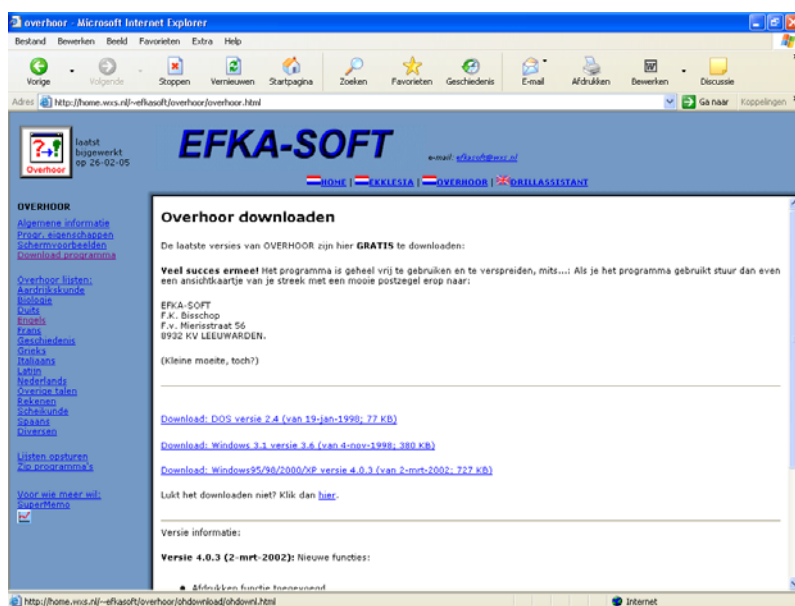 overhoor - Microsoft Internet Explorer
Bestand Bewerken Beeld Favorieten Extra Help
Vorige Volgende Stoppen Vernieuwen Startpagina Zoeken Favorieten Geschiedenis E-mail Afdrukken Bewerken Discussie
Adres http://home.wxs.nl/~efkasoft/overhoor/overhoor.html Ga naar Koppelingen
?→!
Overhoor
laatst
bijgewerkt
op 26-02-05
EFKA-SOFT
e-mail: efkasoft@wxs.nl
HOME | EKKLESIA | OVERHOOR | DRILLASSISTANT
OVERHOOR
Algemene informatie
Progr. eigenschappen
Schermvoorbeelden
Download programma
Overhoor lijsten:
Aardrijkskunde
Biologie
Duits
Engels
Frans
Geschiedenis
Grieks
Italiaans
Latijn
Nederlands
Overige talen
Rekenen
Scheikunde
Spaans
Diversen
Lijsten opsturen
Zip programma's
Voor wie meer wil:
SuperMemo
Overhoor downloaden
De laatste versies van OVERHOOR zijn hier GRATIS te downloaden:
Veel succes ermee! Het programma is geheel vrij te gebruiken en te verspreiden, mits...: Als je het programma gebruikt stuur dan even
een ansichtkaartje van je streek met een mooie postzegel erop naar:
EFKA-SOFT
F.K. Bisschop
F.v. Mierisstraat 56
8932 KV LEEUWARDEN.
(Kleine moeite, toch?)
Download: DOS versie 2.4 (van 19-jan-1998; 77 KB)
Download: Windows 3.1 versie 3.6 (van 4-nov-1998; 380 KB)
Download: Windows95/98/2000/XP versie 4.0.3 (van 2-mrt-2002; 727 KB)
Lukt het downloaden niet? Klik dan hier.
Versie informatie:
Versie 4.0.3 (2-mrt-2002): Nieuwe functies:
Afdrukken functie toegevoegd
http://home.wxs.nl/~efkasoft/overhoor/ohdownload/ohdownl.html Internet